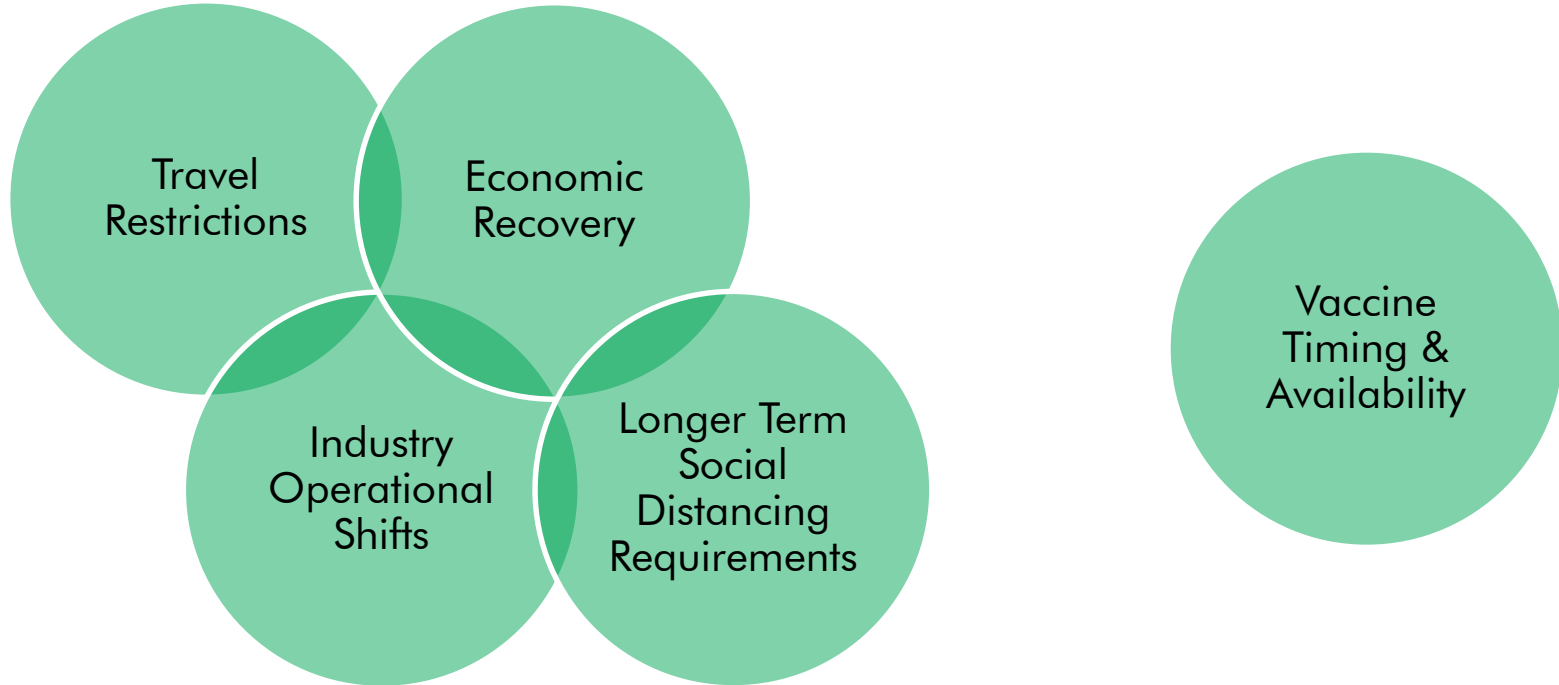 Travel
Restrictions
Economic
Recovery
Industry
Operational
Shifts
Longer Term
Social
Distancing
Requirements
Vaccine
Timing &
Availability